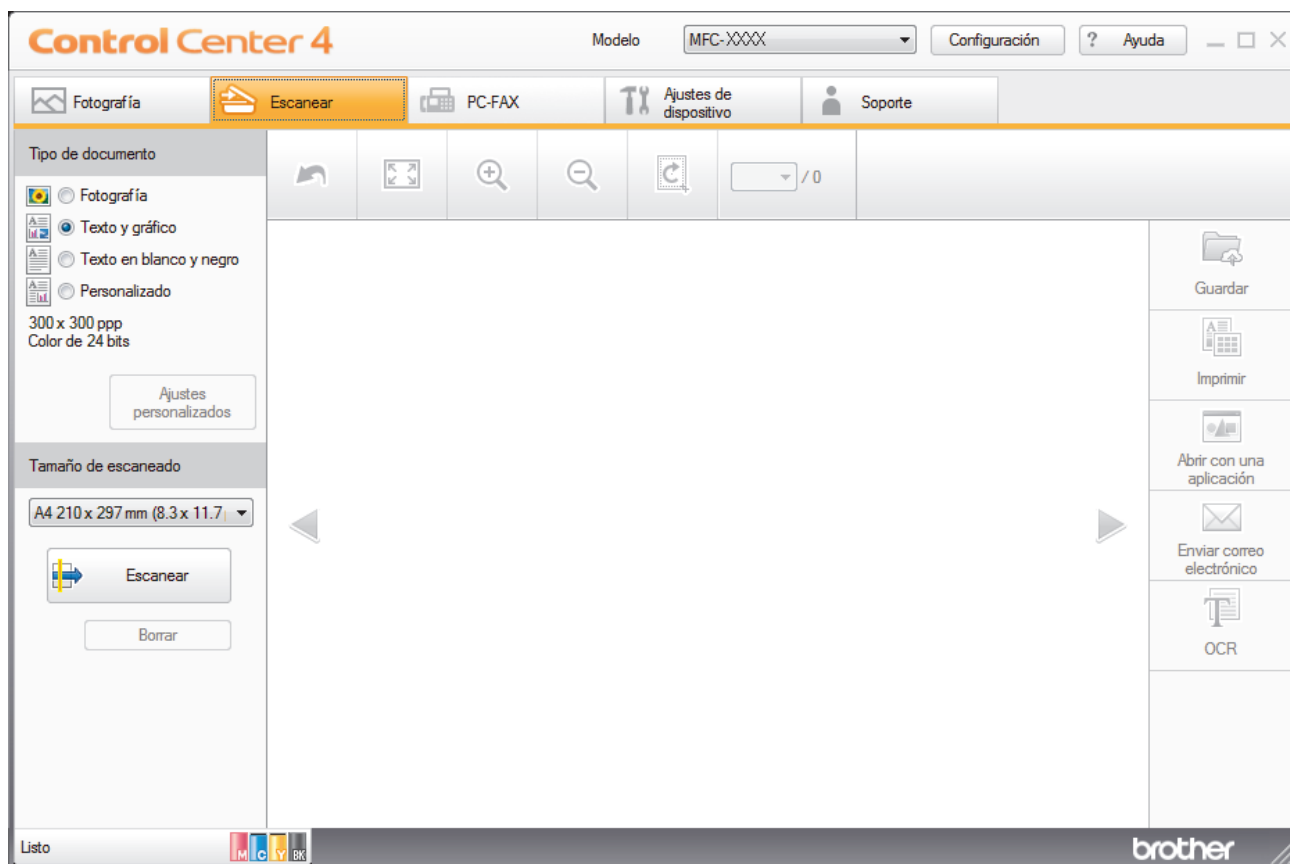 Control Center 4
Modelo
MFC-XXXX
Configuración
? Ayuda
Fotografía
Escanear
PC-FAX
Ajustes de
dispositivo
Soporte
Tipo de documento
Fotografía
Texto y gráfico
Texto en blanco y negro
Personalizado
300 x 300 ppp
Color de 24 bits
Ajustes
personalizados
Tamaño de escaneado
A4 210 x 297 mm (8.3 x 11.7
Escanear
Borrar
/ 0
Guardar
Imprimir
Abrir con una
aplicación
Enviar correo
electrónico
OCR
Listo
M C Y BK
brother